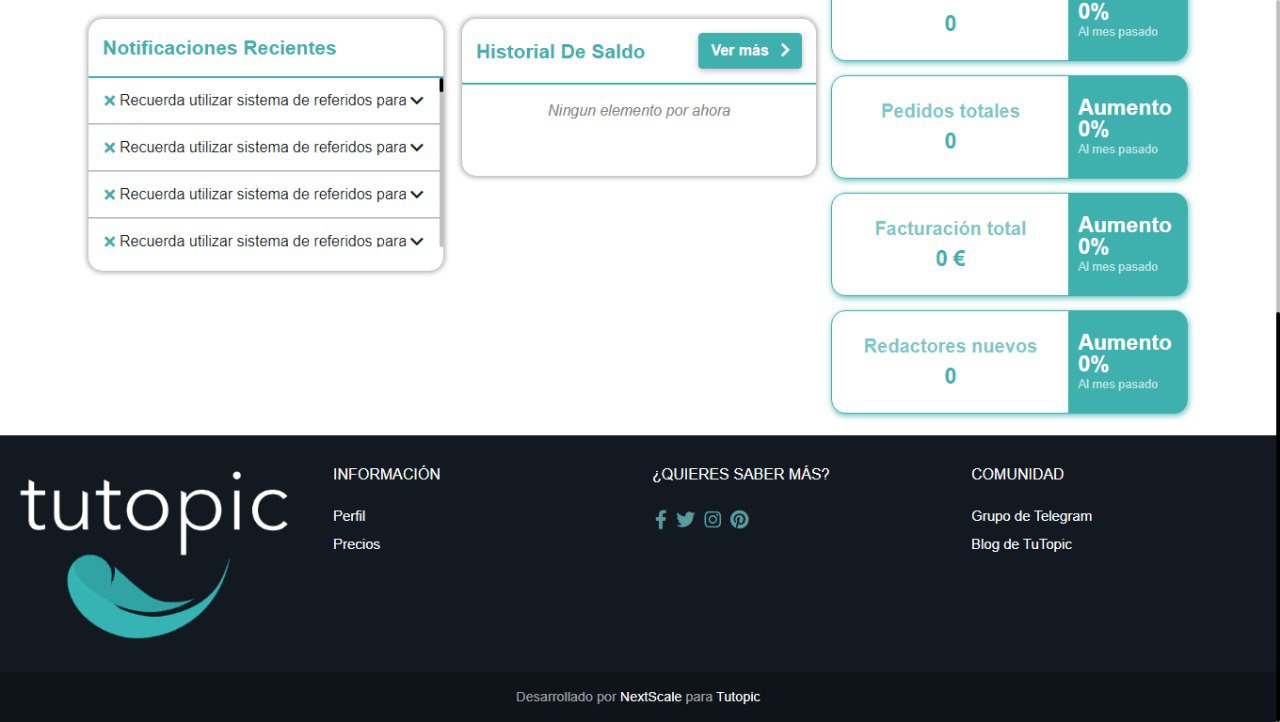 Notificaciones Recientes
Recuerda utilizar sistema de referidos para
Recuerda utilizar sistema de referidos para
Recuerda utilizar sistema de referidos para
Recuerda utilizar sistema de referidos para
Historial De Saldo
Ver más
Ningun elemento por ahora
0
0%
Al mes pasado
Pedidos totales
0
Aumento
0%
Al mes pasado
Facturación total
0 €
Aumento
0%
Al mes pasado
Redactores nuevos
0
Aumento
0%
Al mes pasado
tutopic
INFORMACIÓN
Perfil
Precios
¿QUIERES SABER MÁS?
COMUNIDAD
Grupo de Telegram
Blog de TuTopic
Desarrollado por NextScale para Tutopic